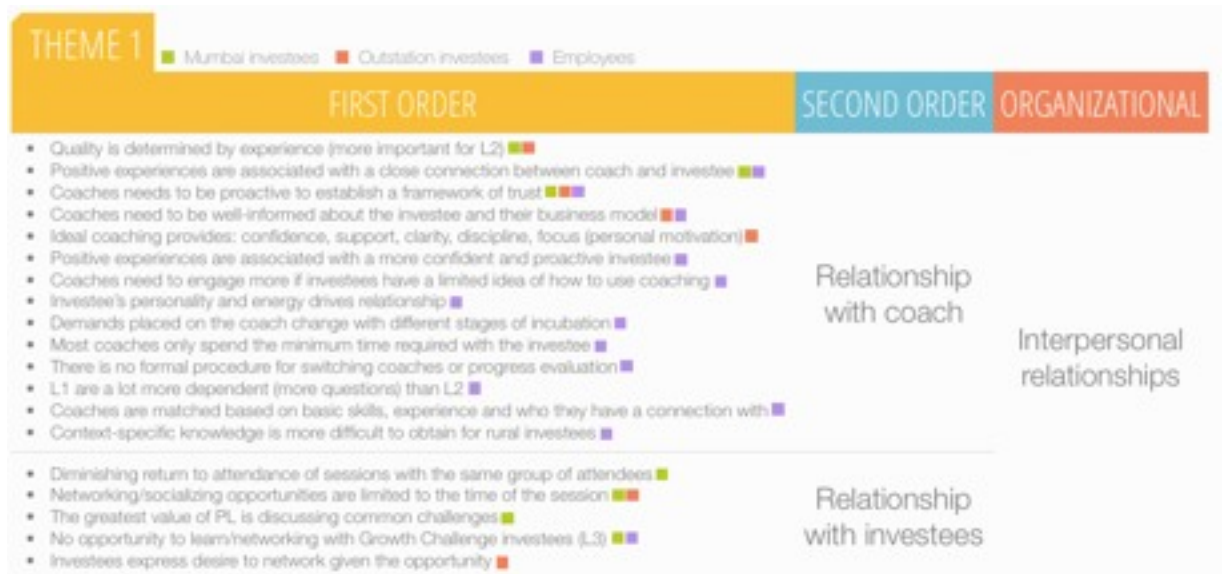 THEME 1
Mumbai investees Outstation investees Employees
FIRST ORDER SECOND ORDER ORGANIZATIONAL
• Quality is determined by experience (more important for L2)
• Positive experiences are associated with a close connection between coach and investee
• Coaches needs to be proactive to establish a framework of trust
• Coaches need to be well-informed about the investee and their business model
• Ideal coaching provides: confidence, support, clarity, discipline, focus (personal motivation)
• Positive experiences are associated with a more confident and proactive investee
• Coaches need to engage more if investees have a limited idea of how to use coaching
• Investee's personality and energy drives relationship
• Demands placed on the coach change with different stages of incubation
• Most coaches only spend the minimum time required with the investee
• There is no formal procedure for switching coaches or progress evaluation
• L1 are a lot more dependent (more questions) than L2
• Coaches are matched based on basic skills, experience and who they have a connection with
• Context-specific knowledge is more difficult to obtain for rural investees
Relationship
with coach
• Diminishing return to attendance of sessions with the same group of attendees
• Networking/socializing opportunities are limited to the time of the session
• The greatest value of PL is discussing common challenges
• No opportunity to learn/networking with Growth Challenge investees (L3)
• Investees express desire to network given the opportunity
Relationship
with investees
Interpersonal
relationships